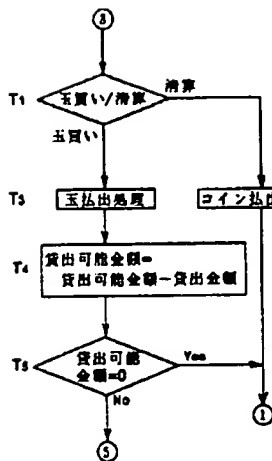 8
清算
T1
玉買い/清算
玉買い
T3
玉払出処理
コイン払出
T4
貸出可能金額=
貸出可能金額-貸出金額
T5
貸出可能
金額=0
Yes
No
1
5